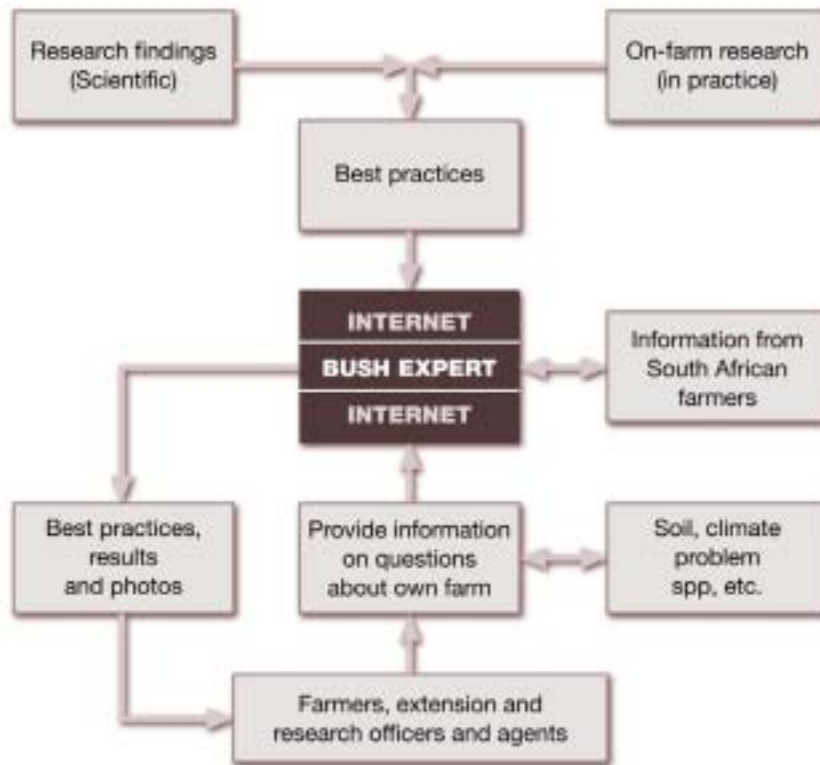 Research findings
(Scientific)
On-farm research
(in practice)
Best practices
INTERNET
BUSH EXPERT
INTERNET
Information from
South African
farmers
Best practices,
results
and photos
Provide information
on questions
about own farm
Soil, climate
problem
spp, etc.
Farmers, extension and
research officers and agents